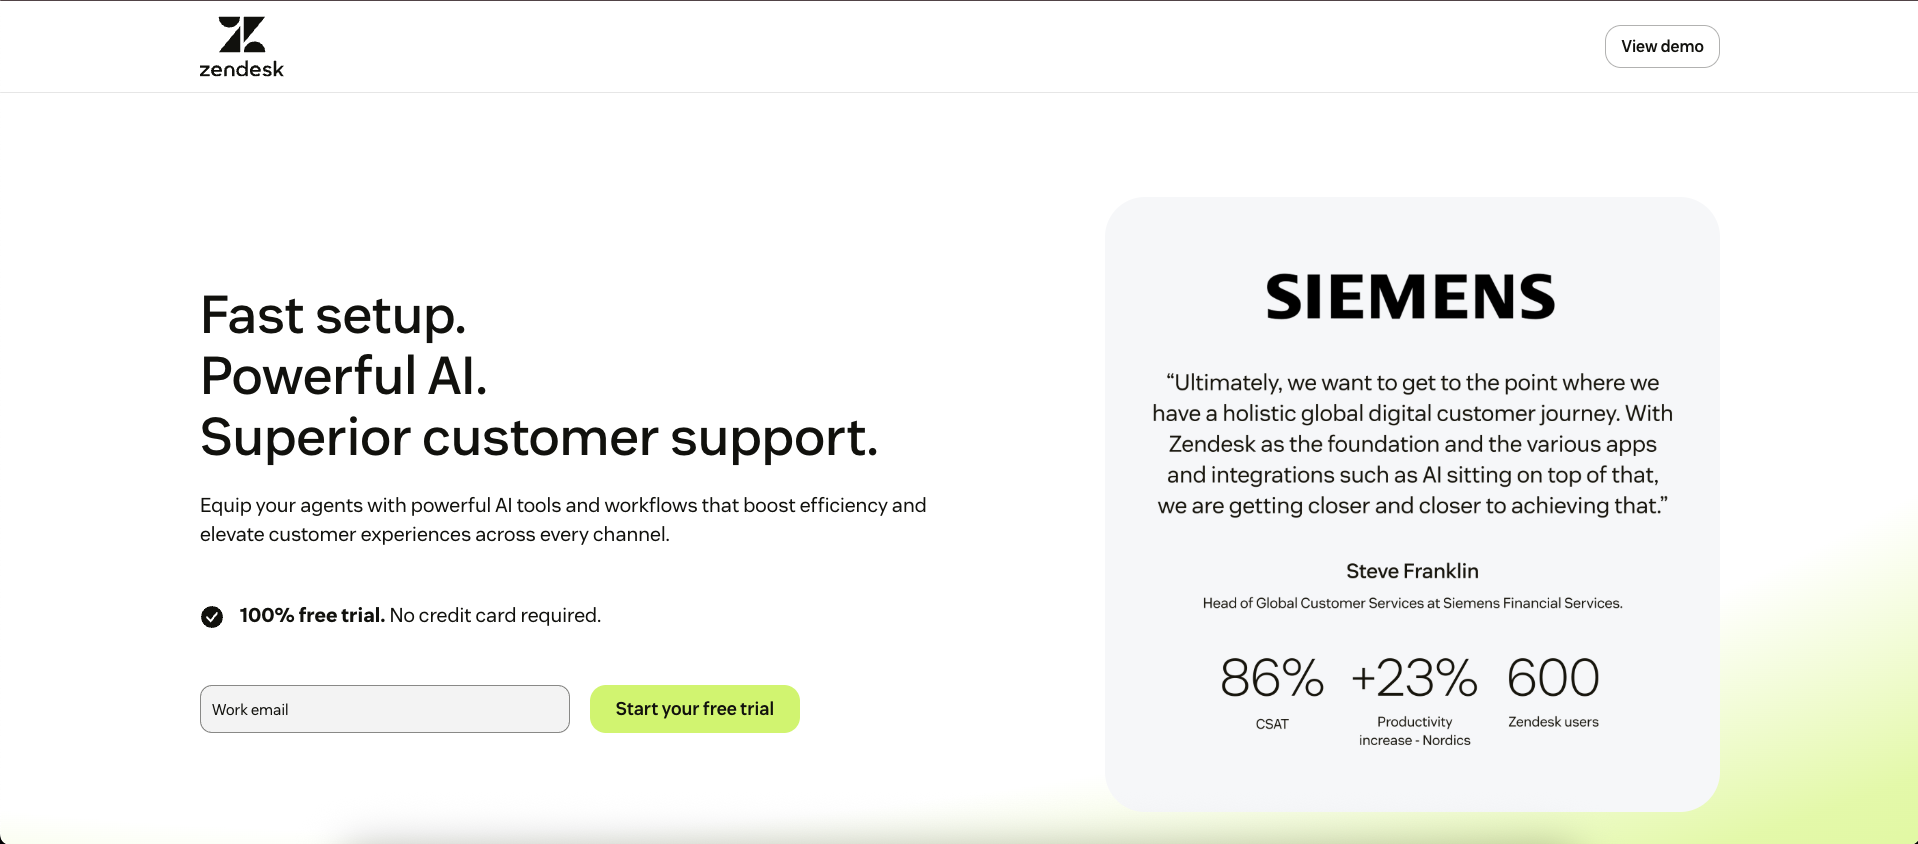 zendesk
View demo
Fast setup.
Powerful AI.
Superior customer support.
Equip your agents with powerful AI tools and workflows that boost efficiency and
elevate customer experiences across every channel.
100% free trial. No credit card required.
Work email
Start your free trial
SIEMENS
“Ultimately, we want to get to the point where we
have a holistic global digital customer journey. With
Zendesk as the foundation and the various apps
and integrations such as AI sitting on top of that,
we are getting closer and closer to achieving that.”
Steve Franklin
Head of Global Customer Services at Siemens Financial Services.
86%
CSAT
+23%
Productivity
increase - Nordics
600
Zendesk users